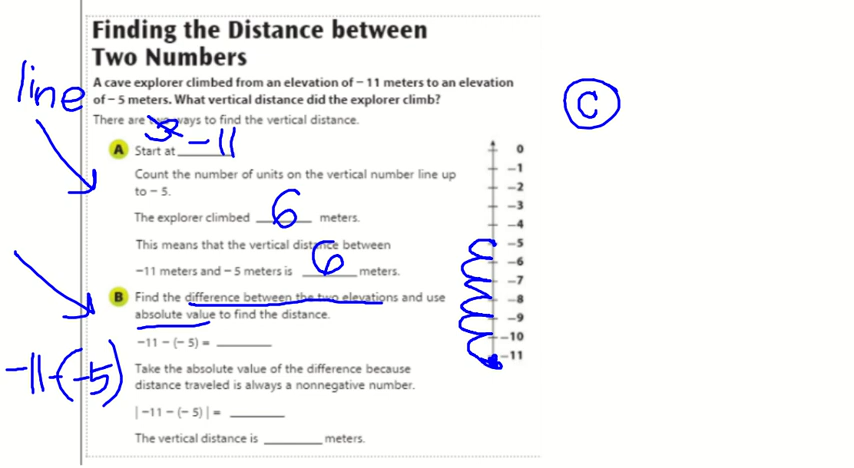 Finding the Distance between
Two Numbers
A cave explorer climbed from an elevation of – 11 meters to an elevation
of – 5 meters. What vertical distance did the explorer climb?
There are ways to find the vertical distance.
line
3
A Start at -11
Count the number of units on the vertical number line up
to – 5.
The explorer climbed 6 meters.
This means that the vertical distance between
–11 meters and – 5 meters is 6 meters.
B Find the difference between the two elevations and use
absolute value to find the distance.
–11 – (– 5) = ________
-11-(-5)
Take the absolute value of the difference because
distance traveled is always a nonnegative number.
| –11 – (– 5) | = ________
The vertical distance is ________ meters.
0
–1
–2
–3
–4
–5
–6
–7
–8
–9
–10
–11
C